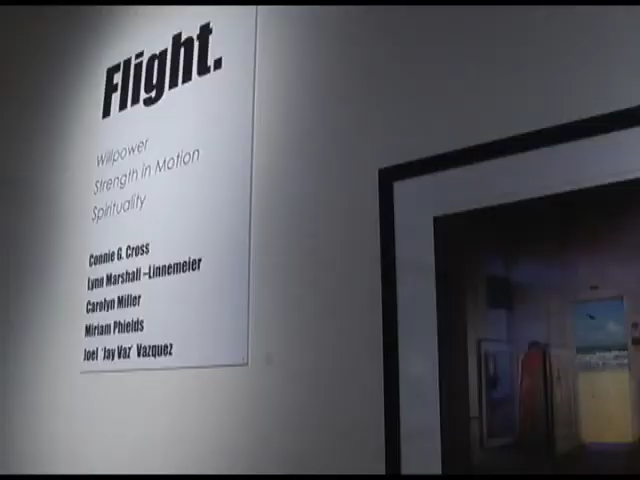 Flight.
Willpower
Strength in Motion
Spirituality
Connie G. Cross
Lynn Marshall –Linnemeier
Carolyn Miller
Miriam Phields
Joel 'Jay Vaz' Vazquez